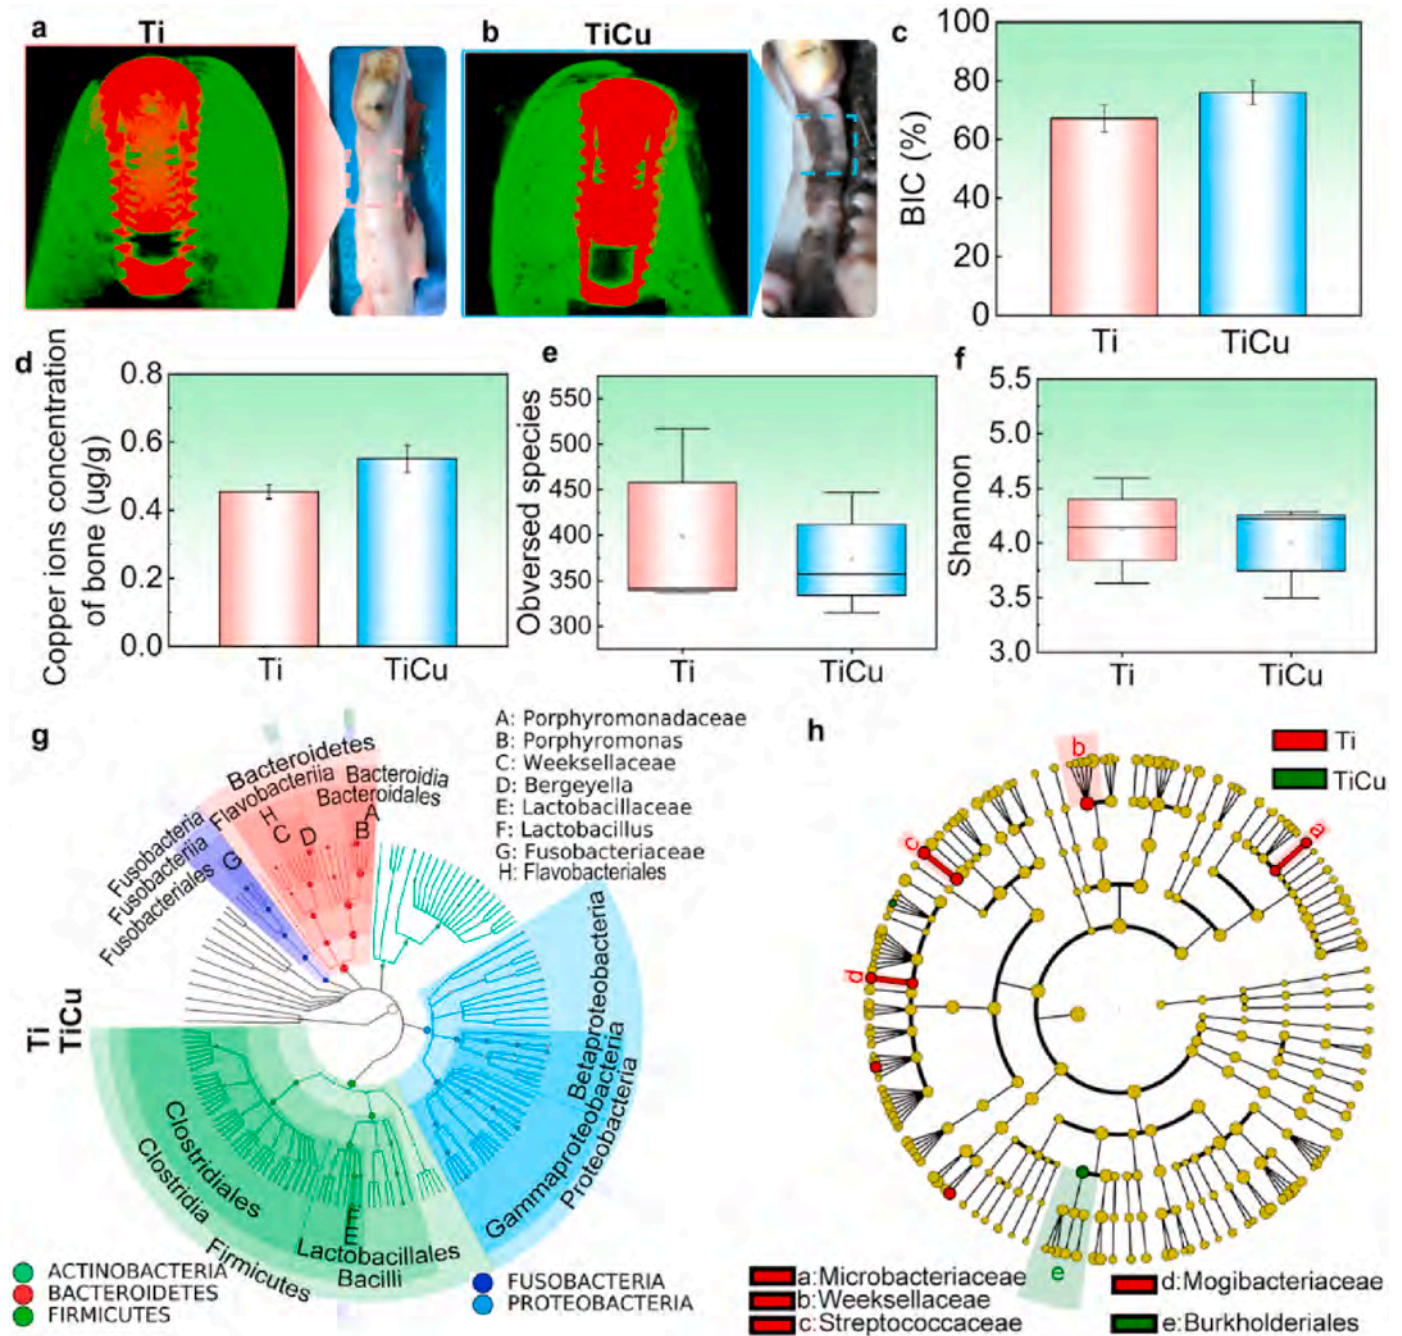 a
Ti
b
TiCu
c
BIC (%)
100
80
60
40
20
0
Ti
TiCu
d
Copper ions concentration
of bone (ug/g)
0.8
0.6
0.4
0.2
0.0
Ti
TiCu
e
Obversed species
550
500
450
400
350
300
Ti
TiCu
f
Shannon
5.5
5.0
4.5
4.0
3.5
3.0
Ti
TiCu
g
A: Porphyromonadaceae
B: Porphyromonas
C: Weeksellaceae
D: Bergeyella
E: Lactobacillaceae
F: Lactobacillus
G: Fusobacteriaceae
H: Flavobacteriales
Bacteroidetes
Flavobacteriia
Bacteroidia
Bacteroidales
H
C
D
A
B
Fusobacteria
Fusobacteriia
Fusobacteriales
G
Betaproteobacteria
Gammaproteobacteria
Proteobacteria
Ti
TiCu
Clostridiales
Clostridia
Firmicutes
Lactobacillales
Bacilli
ACTINOBACTERIA
BACTEROIDETES
FIRMICUTES
FUSOBACTERIA
PROTEOBACTERIA
h
Ti
TiCu
b
a
c
d
e
a:Microbacteriaceae
b:Weeksellaceae
c:Streptococcaceae
d:Mogibacteriaceae
e:Burkholderiales